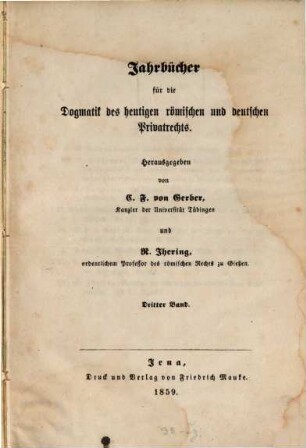 Jahrbücher
für die
Dogmatik des heutigen römischen und deutschen
Privatrechts.
Herausgegeben
von
C. F. von Gerber,
Kanzler der Universität Tübingen
und
R. Jhering,
ordentlichem Professor des römischen Rechts zu Gießen.
Dritter Band.
Jena,
Druck und Verlag von Friedrich Mauke.
1859.